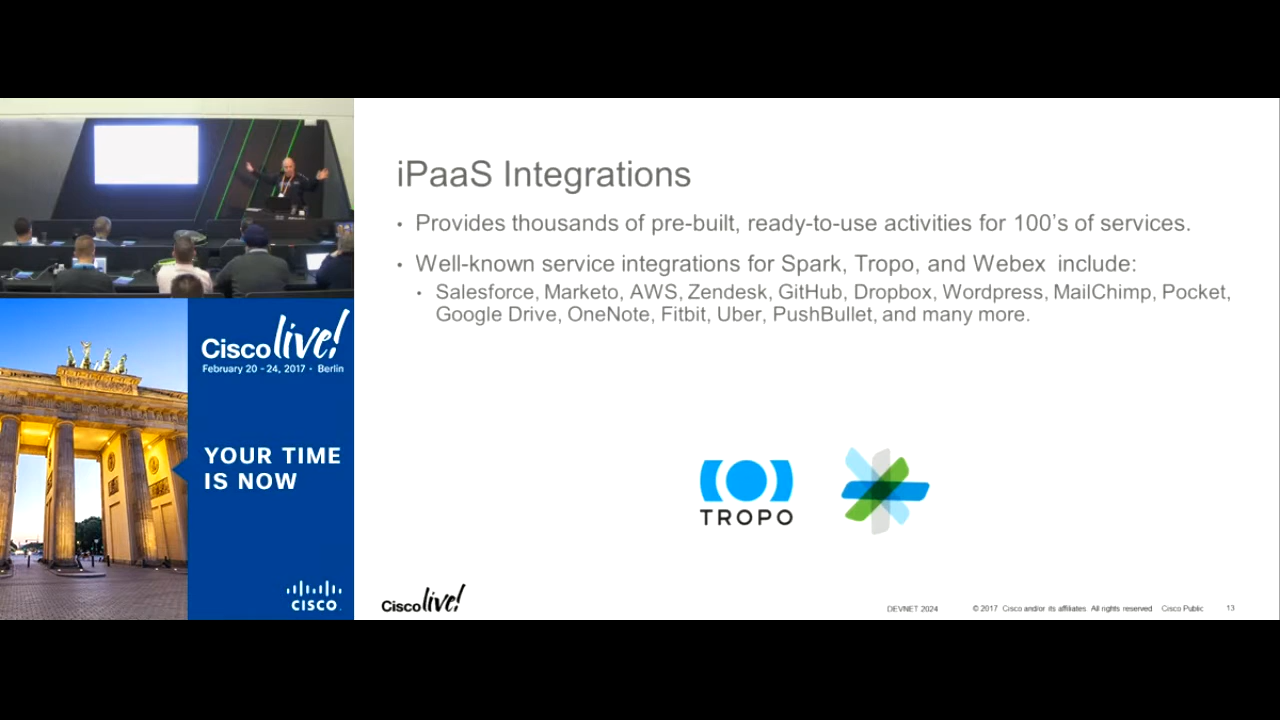 Cisco live!
February 20 - 24, 2017 • Berlin
YOUR TIME
IS NOW
CISCO
iPaaS Integrations
• Provides thousands of pre-built, ready-to-use activities for 100's of services.
• Well-known service integrations for Spark, Tropo, and Webex include:
• Salesforce, Marketo, AWS, Zendesk, GitHub, Dropbox, Wordpress, MailChimp, Pocket,
Google Drive, OneNote, Fitbit, Uber, PushBullet, and many more.
TROPO
Cisco live!
DEVNET 2024
© 2017 Cisco and/or its affiliates. All rights reserved
Cisco Public
13